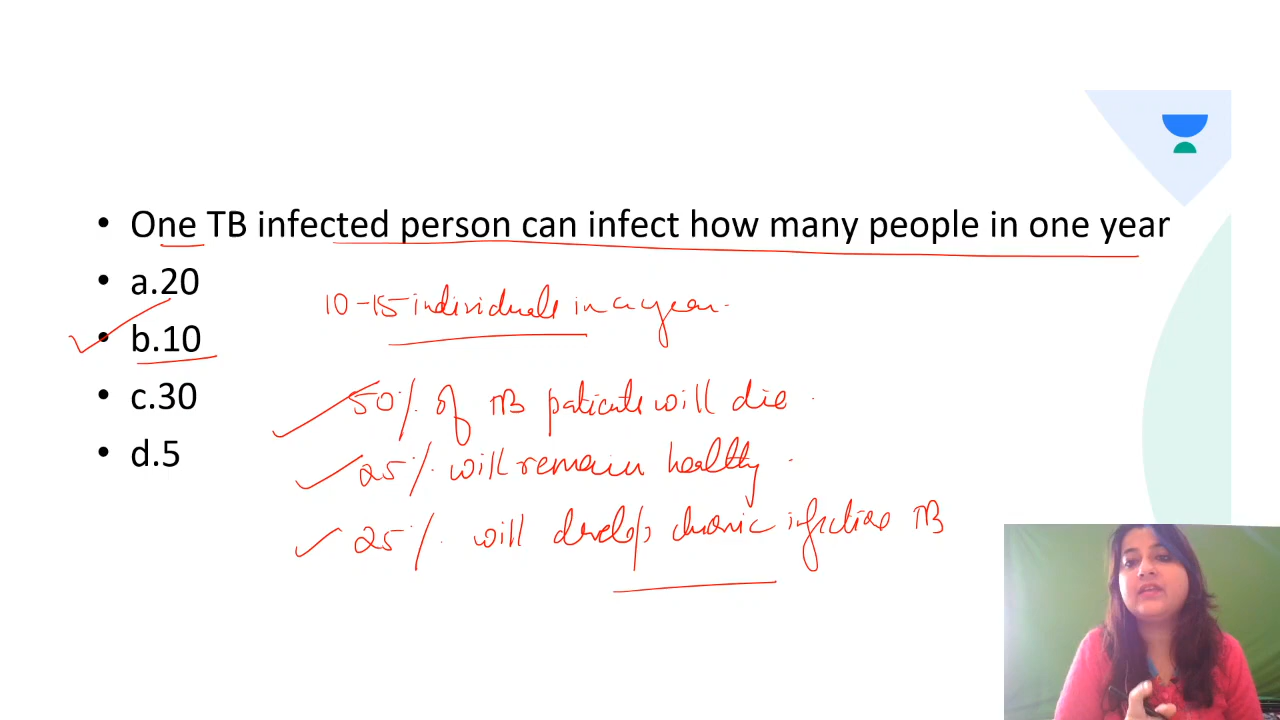 • One TB infected person can infect how many people in one year
• a.20
10-15 individuals in a year.
• b.10
• c.30
50% of TB patients will die.
• d.5
25% will remain healthy.
25% will develop chronic infectious TB